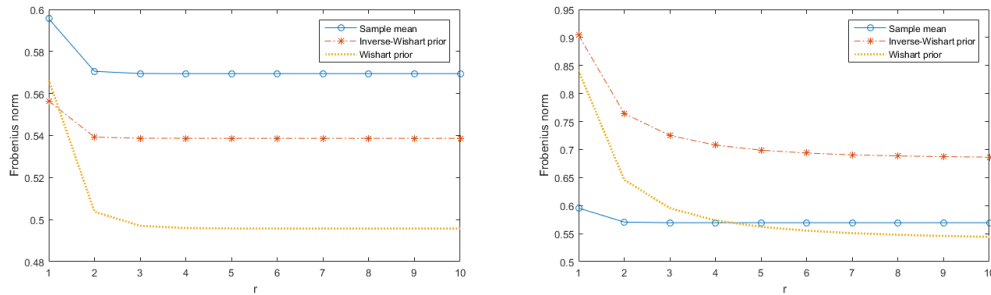 0.6
0.58
0.56
0.54
0.52
0.5
0.48
Frobenius norm
1 2 3 4 5 6 7 8 9 10
r
Sample mean
Inverse-Wishart prior
Wishart prior
0.95
0.9
0.85
0.8
0.75
0.7
0.65
0.6
0.55
0.5
Frobenius norm
1 2 3 4 5 6 7 8 9 10
r
Sample mean
Inverse-Wishart prior
Wishart prior